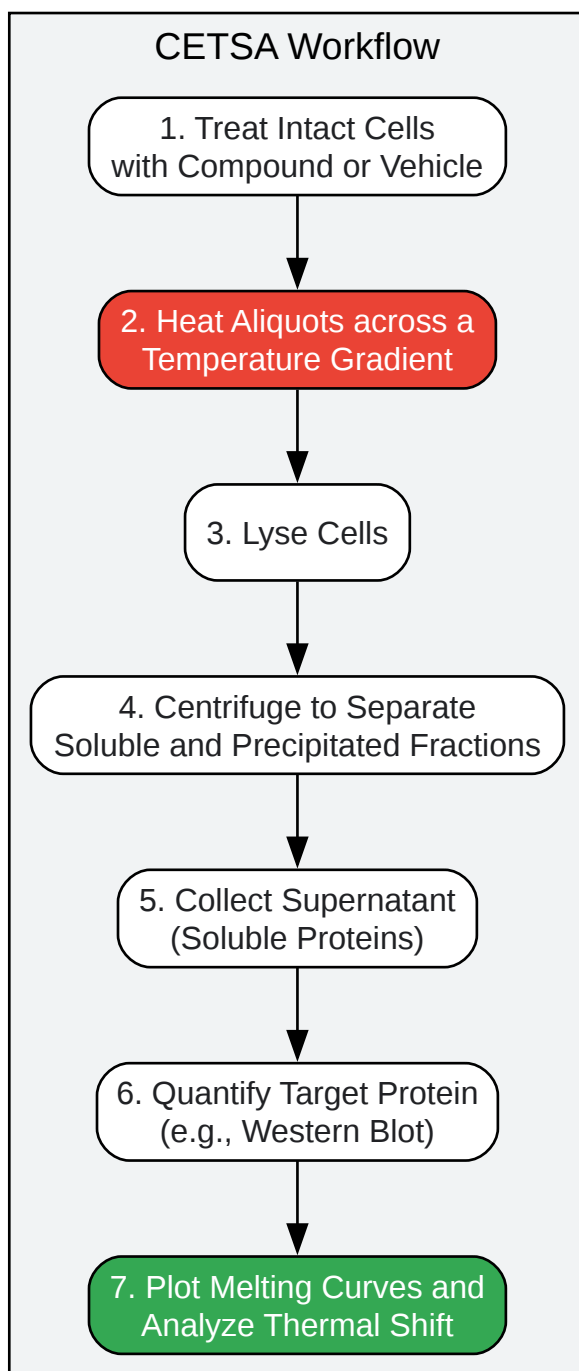 CETSA Workflow
1. Treat Intact Cells
with Compound or Vehicle
2. Heat Aliquots across a
Temperature Gradient
3. Lyse Cells
4. Centrifuge to Separate
Soluble and Precipitated Fractions
5. Collect Supernatant
(Soluble Proteins)
6. Quantify Target Protein
(e.g., Western Blot)
7. Plot Melting Curves and
Analyze Thermal Shift